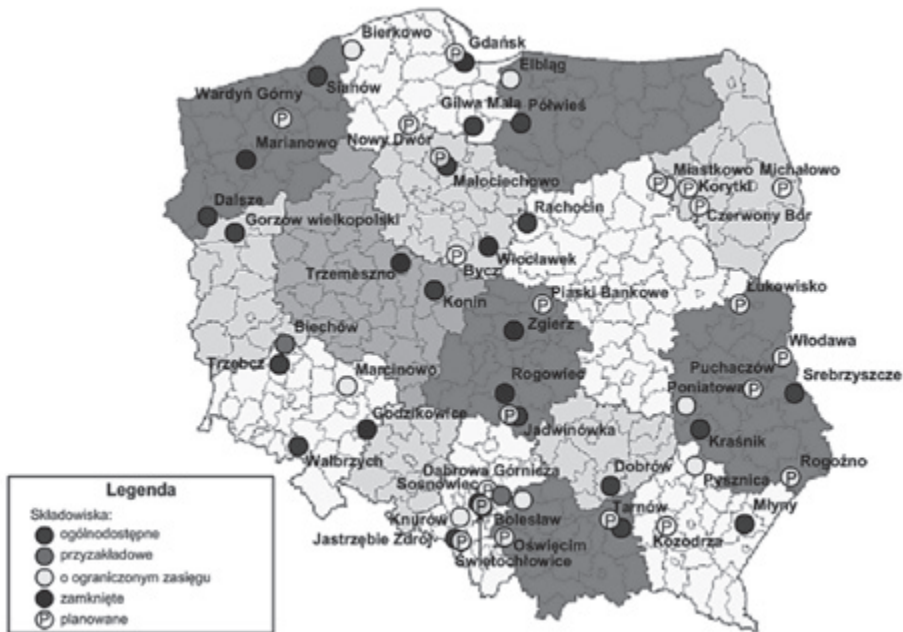 Bierkowo
Gdańsk
Sianów
Elbląg
Wardyń Górny
Gilwa Mała
Półwieś
Marianowo
Nowy Dwór
Małociechowo
Miastkowo
Michałowo
Korytki
Czerwony Bór
Dalsze
Gorzów wielkopolski
Rachocin
Włocławek
Bycz
Trzemeszno
Konin
Piaski Bankowe
Łukowisko
Zgierz
Biechów
Włodawa
Trzebcz
Marcinowo
Rogowiec
Puchaczów
Srebrzyszcze
Poniatowa
Godzikowice
Jadwinówka
Kraśnik
Wałbrzych
Dąbrowa Górnicza
Dobrów
Rogoźno
Sosnowiec
Pysznica
Tarnów
Młyny
Knurów
Bolesław
Kozodrza
Jastrzębie Zdrój
Oświęcim
Świętochłowice
Legenda
Składowiska:
ogólnodostępne
przyzakładowe
o ograniczonym zasięgu
zamknięte
P planowane